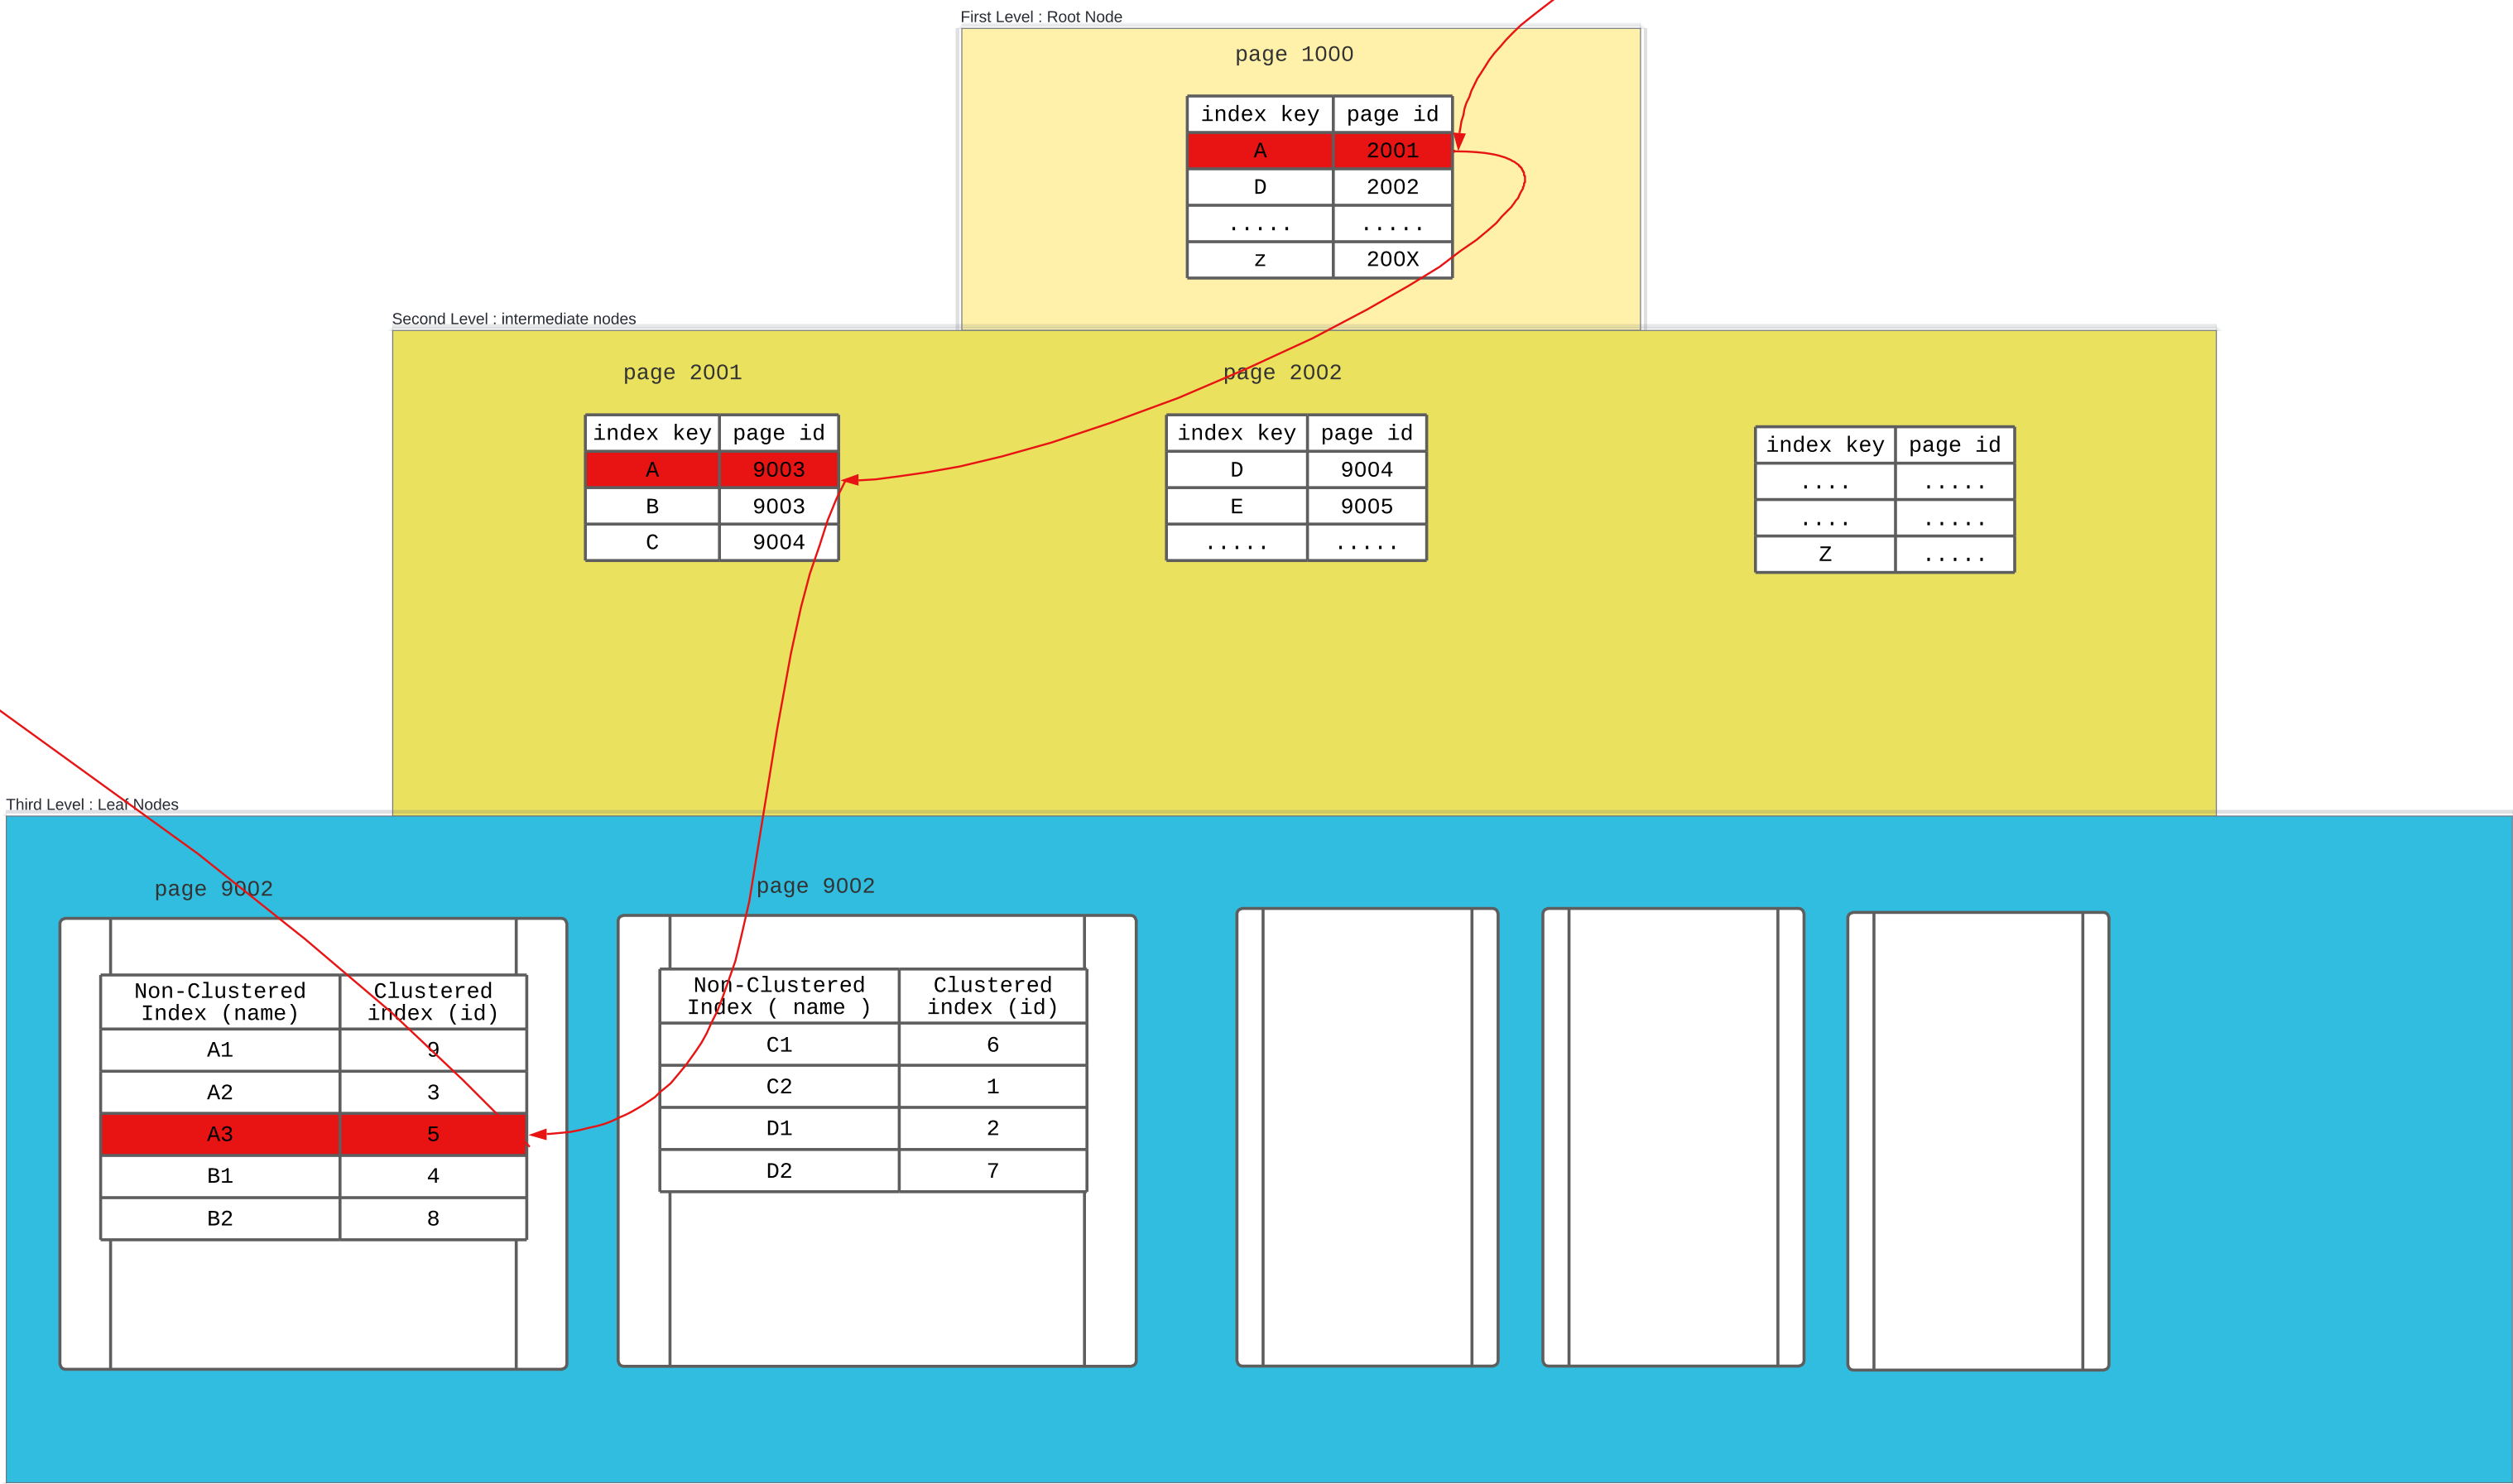 First Level : Root Node
page 1000
index key page id
A 2001
D 2002
..... .....
z 200X
Second Level : intermediate nodes
page 2001
index key page id
A 9003
B 9003
C 9004
page 2002
index key page id
D 9004
E 9005
..... .....
index key page id
.... .....
.... .....
Z .....
Third Level : Leaf Nodes
page 9002
Non-Clustered Clustered
Index (name) index (id)
A1 9
A2 3
A3 5
B1 4
B2 8
page 9002
Non-Clustered Clustered
Index ( name ) index (id)
C1 6
C2 1
D1 2
D2 7